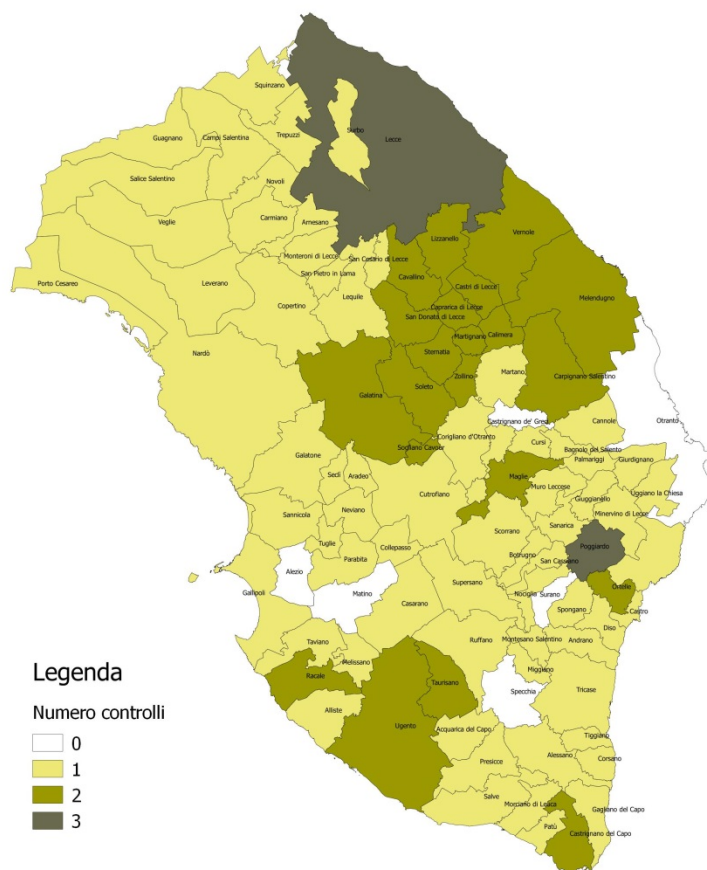 Squinzano
Surbo
Lecce
Trepuzzi
Campi Salentina
Guagnano
Salice Salentino
Novoli
Veglie
Carmiano
Arnesano
Lizzanello
Vernole
Monteroni di Lecce
San Cesario di Lecce
San Pietro in Lama
Cavallino
Porto Cesareo
Leverano
Copertino
Lequile
Castri di Lecce
Melendugno
Caprarica di Lecce
San Donato di Lecce
Martignano
Calimera
Nardò
Sternatia
Galatina
Soleto
Zollino
Martano
Carpignano Salentino
Castrignano de' Greci
Cannole
Otranto
Corigliano d'Otranto
Sogliano Cavour
Cursi
Bagnolo del Salento
Palmariggi
Giurdignano
Galatone
Seclì
Aradeo
Maglie
Muro Leccese
Uggiano la Chiesa
Cutrofiano
Giuggianello
Sannicola
Neviano
Scorrano
Sanarica
Minervino di Lecce
Tuglie
Parabita
Collepasso
Botrugno
San Cassiano
Poggiardo
Alezio
Gallipoli
Matino
Casarano
Supersano
Nociglia
Surano
Ortelle
Spongano
Castro
Diso
Taviano
Melissano
Ruffano
Montesano Salentino
Andrano
Miggiano
Racale
Taurisano
Specchia
Tricase
Alliste
Ugento
Acquarica del Capo
Tiggiano
Presicce
Alessano
Corsano
Salve
Morciano di Leuca
Gagliano del Capo
Patù
Castrignano del Capo
Legenda
Numero controlli
0
1
2
3